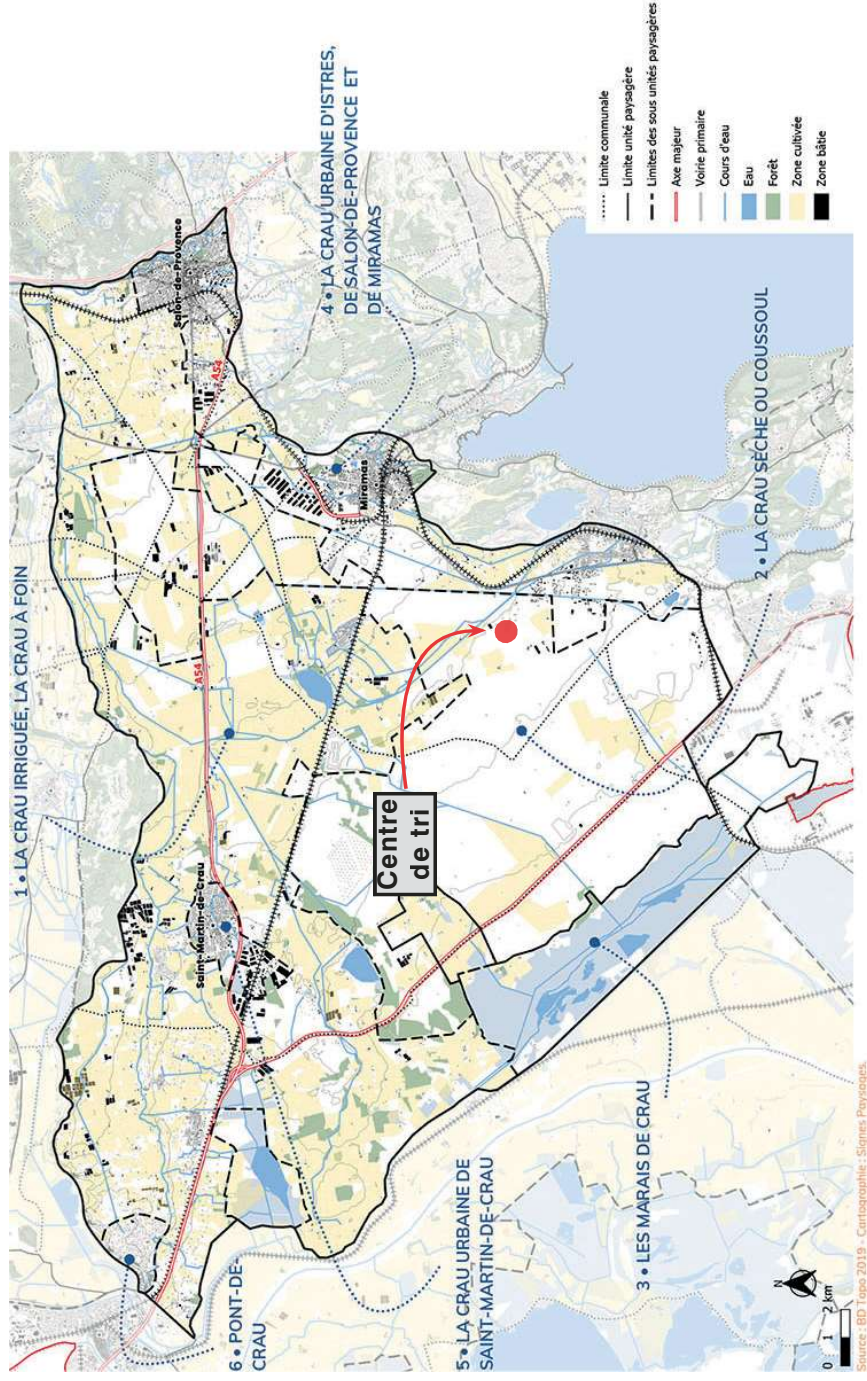 1 • LA CRAU IRRIGUÉE, LA CRAU À FOIN
Salon-de-Provence
A54
A54
4 • LA CRAU URBAINE D'ISTRES,
DE SALON-DE-PROVENCE ET
DE MIRAMAS
Saint-Martin-de-Crau
Miramas
Centre
de tri
6 • PONT-DE-
CRAU
5 • LA CRAU URBAINE DE
SAINT-MARTIN-DE-CRAU
3 • LES MARAIS DE CRAU
2 • LA CRAU SÈCHE OU COUSSOUL
Limite communale
Limite unité paysagère
Limites des sous unités paysagères
Axe majeur
Voirie primaire
Cours d'eau
Eau
Forêt
Zone cultivée
Zone bâtie
N
0 1 2 km
Source : BD Topo 2019 - Cartographie : Signes Paysages.